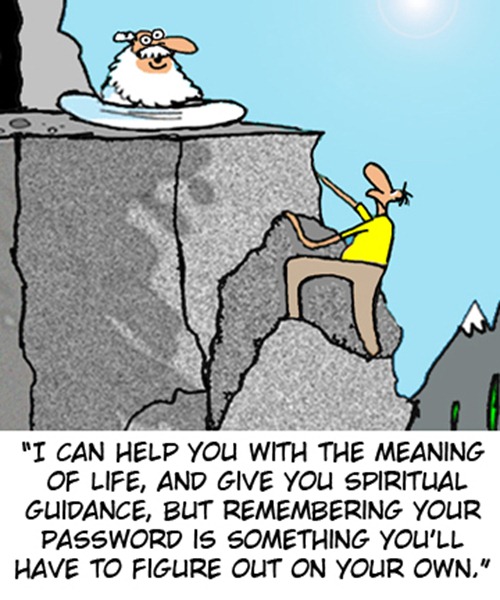 "I CAN HELP YOU WITH THE MEANING
OF LIFE, AND GIVE YOU SPIRITUAL
GUIDANCE, BUT REMEMBERING YOUR
PASSWORD IS SOMETHING YOU'LL
HAVE TO FIGURE OUT ON YOUR OWN."